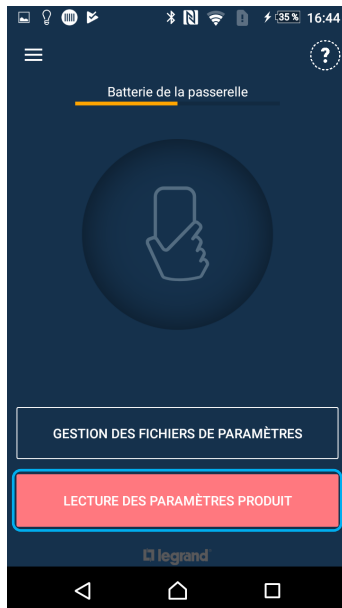 35 % 16:44
?
Batterie de la passerelle
GESTION DES FICHIERS DE PARAMÈTRES
LECTURE DES PARAMÈTRES PRODUIT
legrand